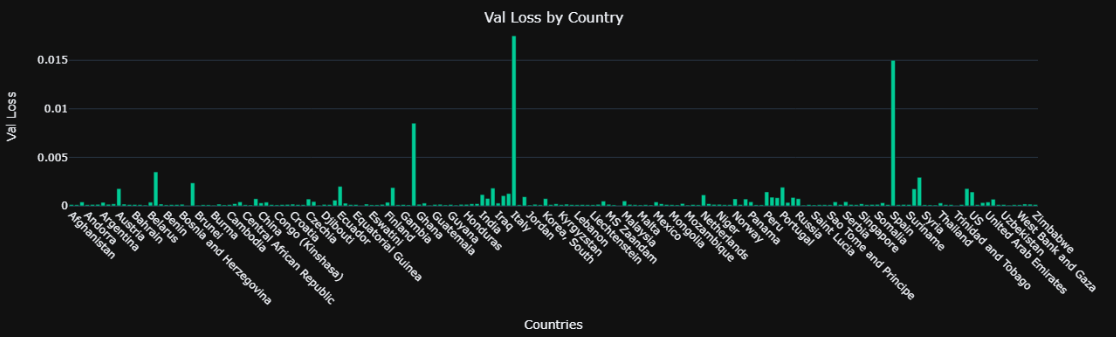 Val Loss by Country
Val Loss
0.015
0.01
0.005
0
Afghanistan
Andorra
Argentina
Austria
Bahrain
Belarus
Benin
Bosnia and Herzegovina
Brunei
Burma
Cambodia
Central African Republic
China
Congo (Kinshasa)
Croatia
Czechia
Djibouti
Ecuador
Equatorial Guinea
Eswatini
Finland
Gambia
Ghana
Guatemala
Guyana
Honduras
India
Iraq
Italy
Jordan
Korea, South
Kyrgyzstan
Lebanon
Liechtenstein
MS Zaandam
Malaysia
Malta
Mexico
Mongolia
Mozambique
Netherlands
Niger
Norway
Panama
Peru
Portugal
Russia
Saint Lucia
Sao Tome and Principe
Serbia
Singapore
Somalia
Spain
Suriname
Syria
Thailand
Trinidad and Tobago
US
United Arab Emirates
Uzbekistan
West Bank and Gaza
Zimbabwe
Countries